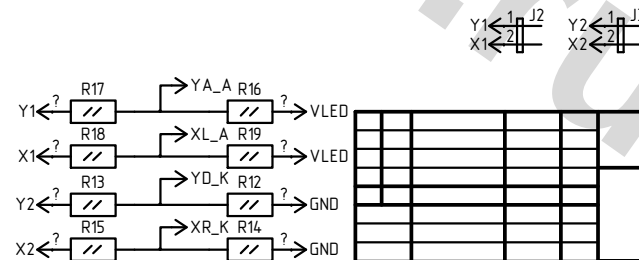 Y1 1 J2 Y2 1
X1 2 X2 2
YA_A
R17 R16
Y1 ? ? VLED
XL_A
R18 R19
X1 ? ? VLED
YD_K
R13 R12
Y2 ? ? GND
XR_K
R15 R14
X2 ? ? GND